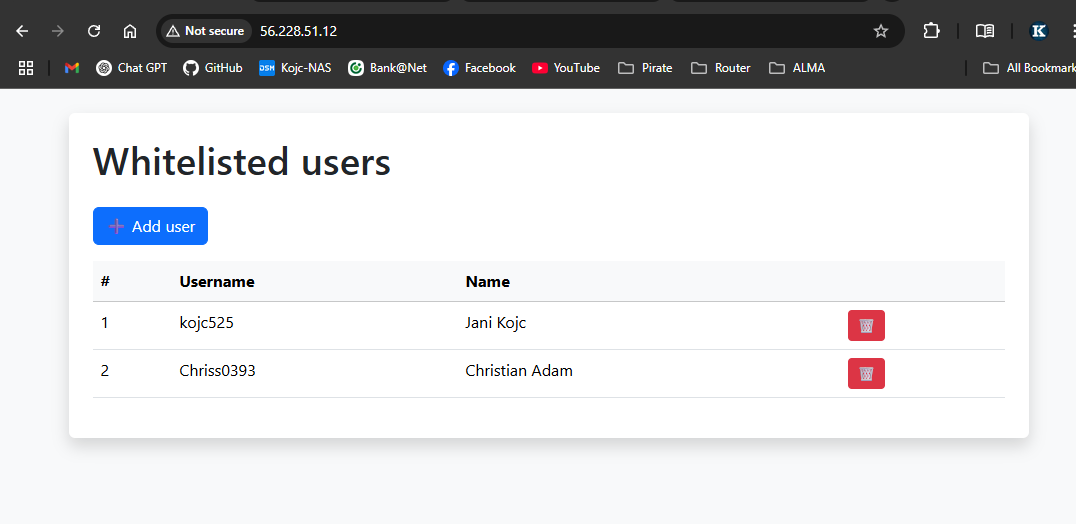 Not secure 56.228.51.12
Chat GPT GitHub DSM Kojc-NAS Bank@Net Facebook YouTube Pirate Router ALMA All Bookmark
Whitelisted users
Add user
# Username Name
1 kojc525 Jani Kojc
2 Chriss0393 Christian Adam